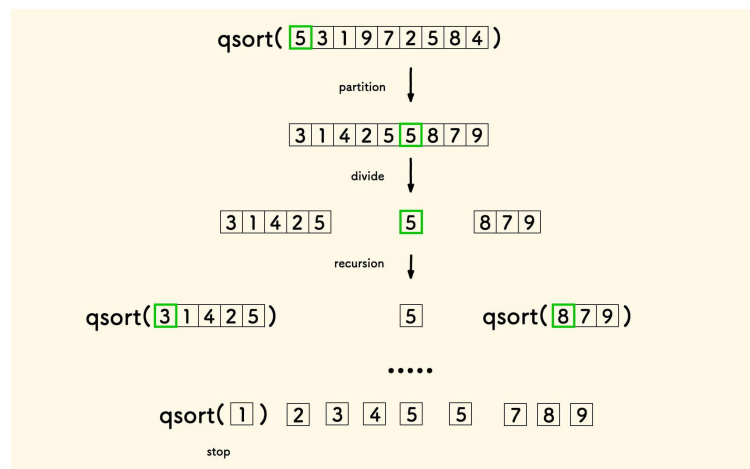 qsort( 5 3 1 9 7 2 5 8 4 )
partition
3 1 4 2 5 5 8 7 9
divide
3 1 4 2 5 5 8 7 9
recursion
qsort( 3 1 4 2 5 ) 5 qsort( 8 7 9 )
.....
qsort( 1 ) 2 3 4 5 5 7 8 9
stop